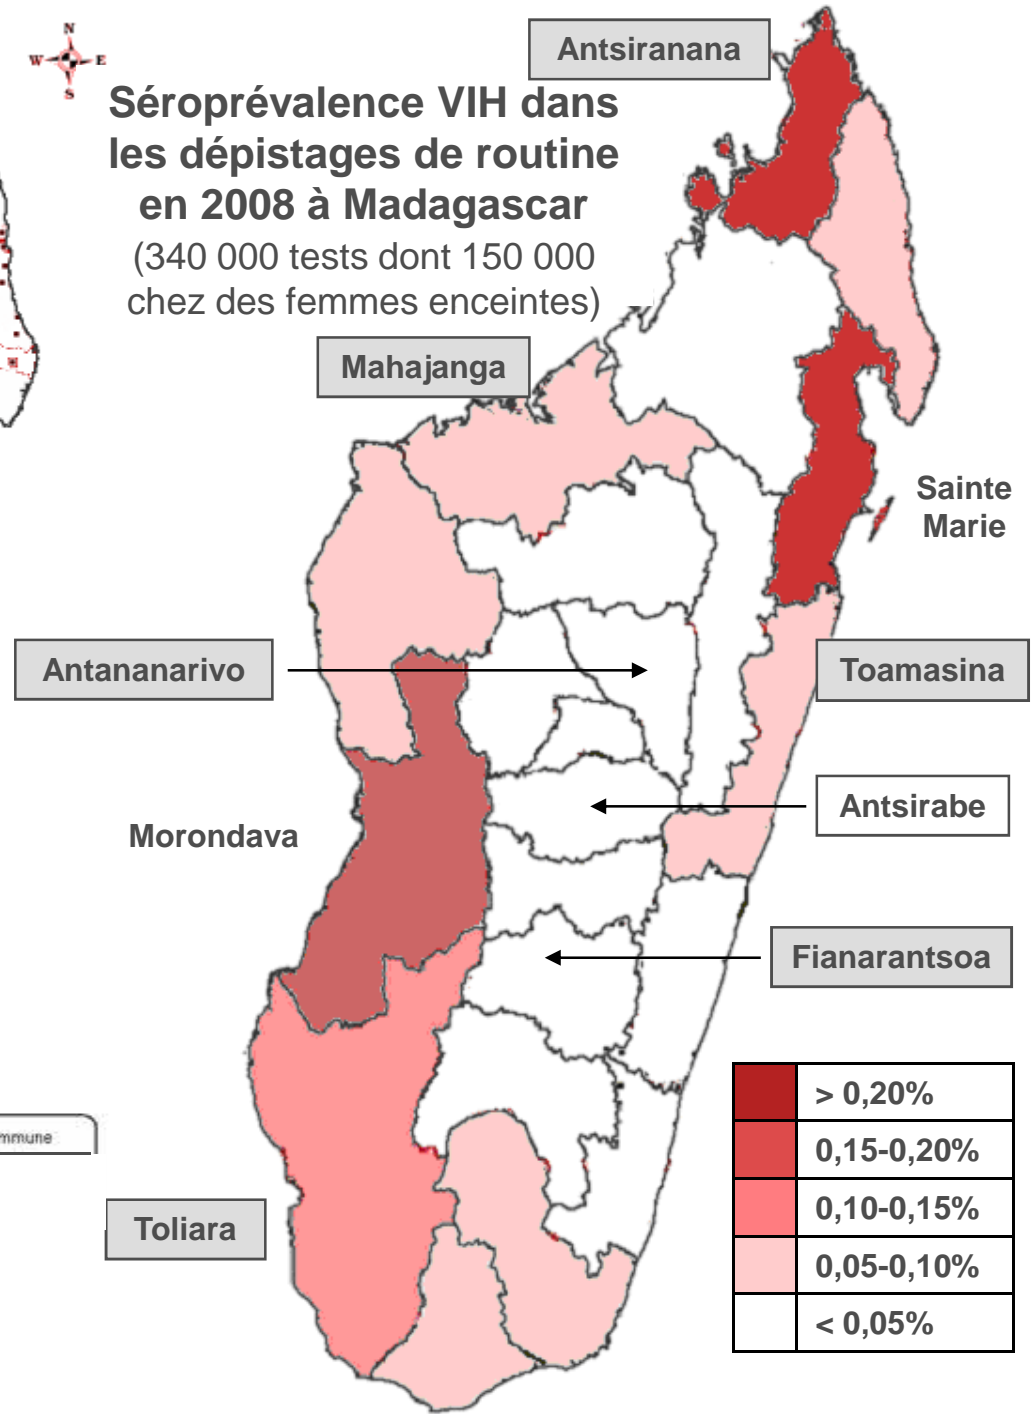 N
W E
S
Antsiranana
Séroprévalence VIH dans
les dépistages de routine
en 2008 à Madagascar
(340 000 tests dont 150 000
chez des femmes enceintes)
Mahajanga
Sainte
Marie
Antananarivo
Toamasina
Antsirabe
Morondava
Fianarantsoa
> 0,20%
0,15-0,20%
0,10-0,15%
0,05-0,10%
< 0,05%
mmune
Toliara